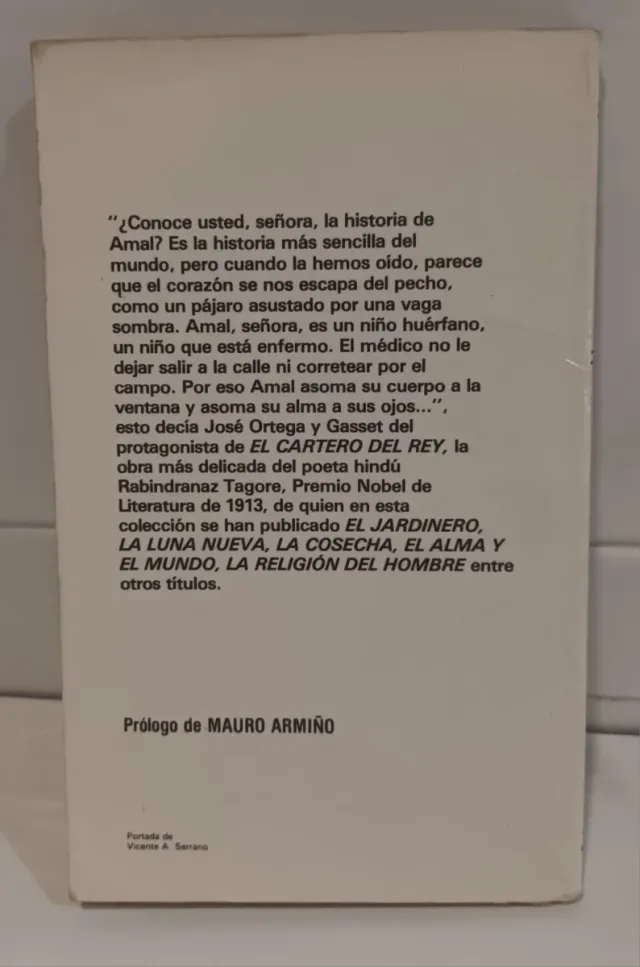 "¿Conoce usted, señora, la historia de
Amal? Es la historia más sencilla del
mundo, pero cuando la hemos oído, parece
que el corazón se nos escapa del pecho,
como un pájaro asustado por una vaga
sombra. Amal, señora, es un niño huérfano,
un niño que está enfermo. El médico no le
dejar salir a la calle ni corretear por el
campo. Por eso Amal asoma su cuerpo a la
ventana y asoma su alma a sus ojos...",
esto decía José Ortega y Gasset del
protagonista de EL CARTERO DEL REY, la
obra más delicada del poeta hindú
Rabindranaz Tagore, Premio Nobel de
Literatura de 1913, de quien en esta
colección se han publicado EL JARDINERO,
LA LUNA NUEVA, LA COSECHA, EL ALMA Y
EL MUNDO, LA RELIGIÓN DEL HOMBRE entre
otros títulos.
Prólogo de MAURO ARMIÑO
Portada de
Vicente A. Serrano